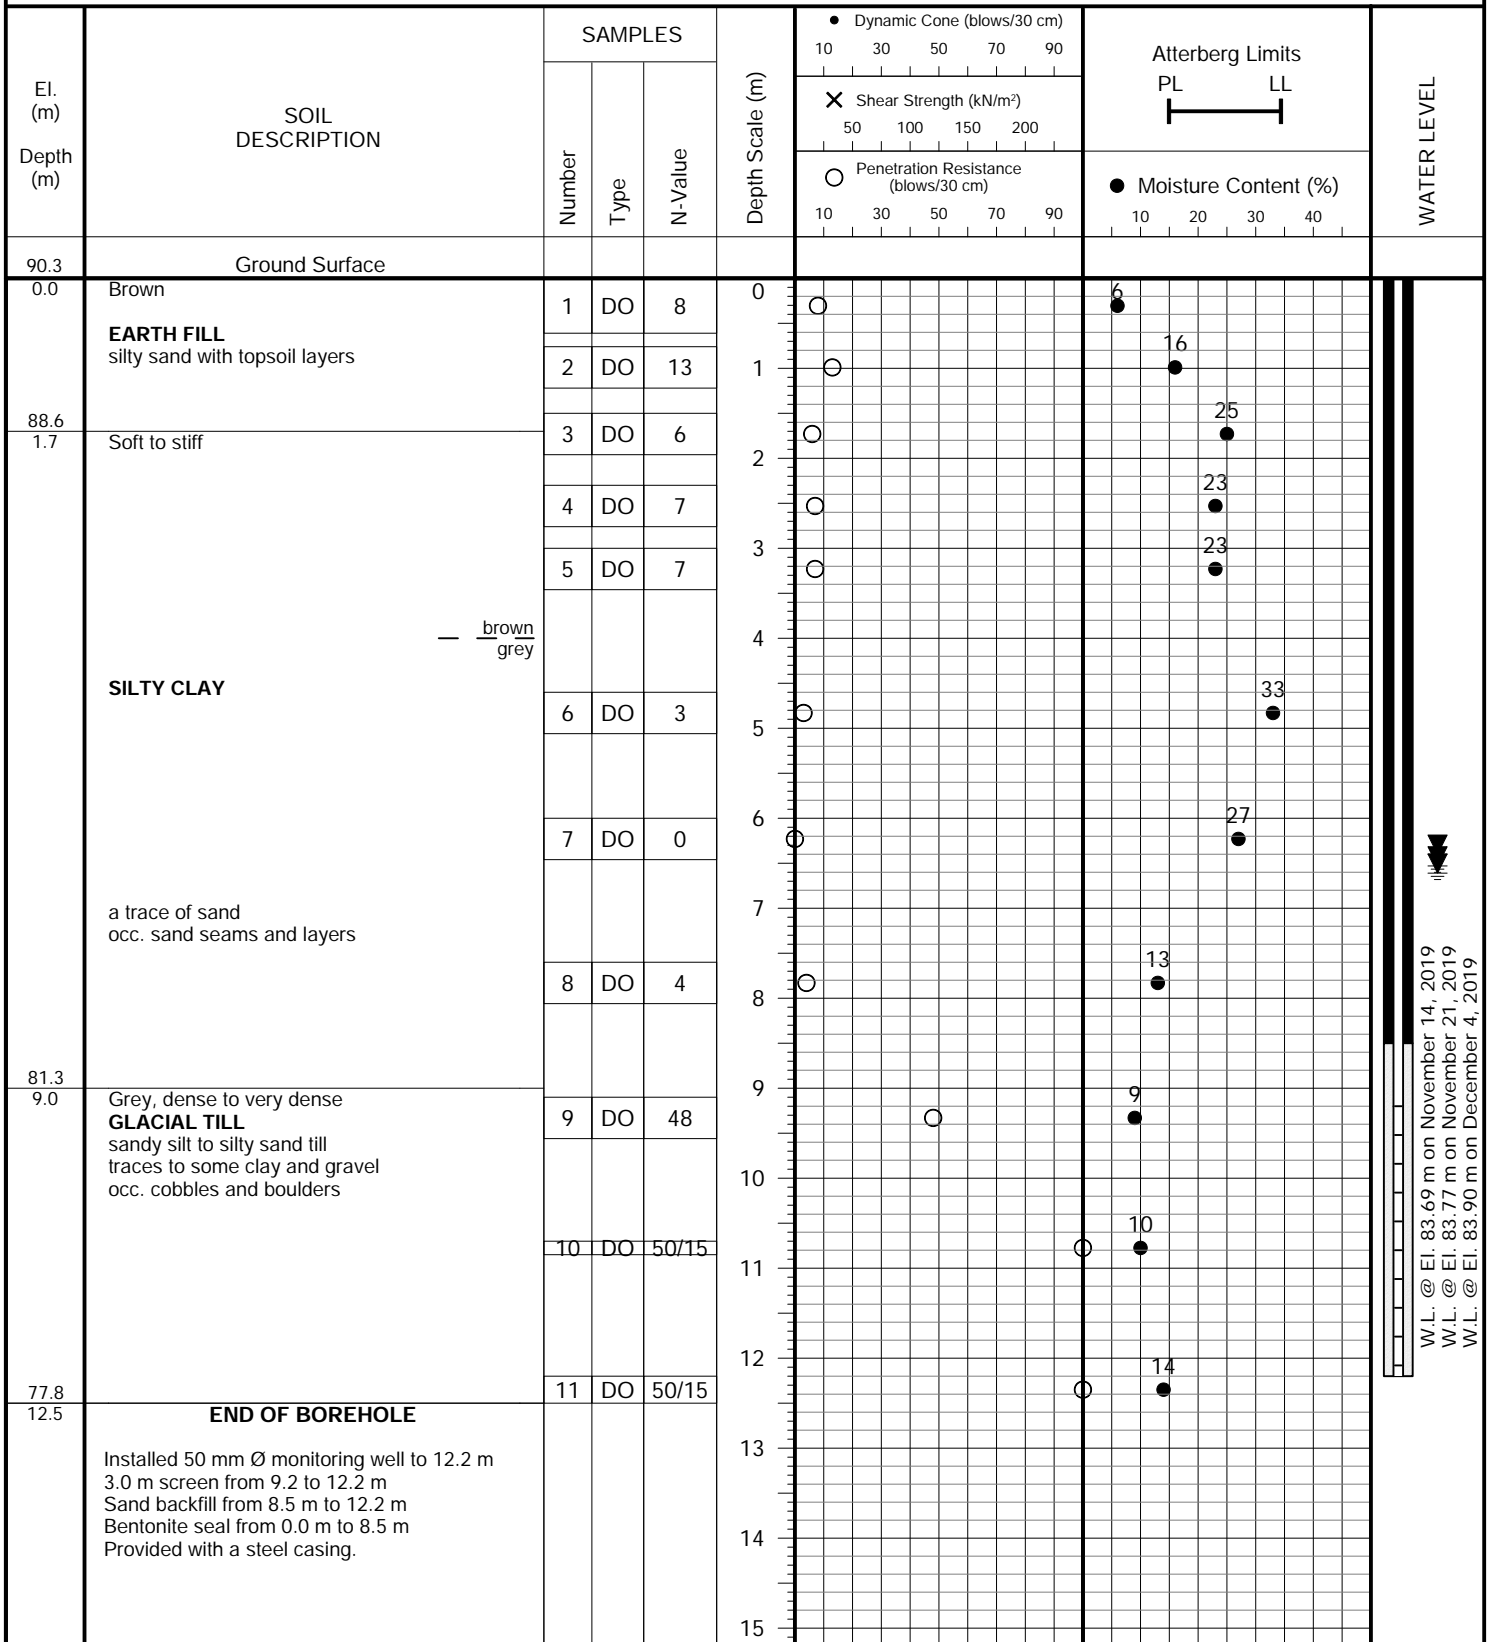 El.
(m)
Depth
(m)
SOIL
DESCRIPTION
SAMPLES
Number
Type
N-Value
Depth Scale (m)
Dynamic Cone (blows/30 cm)
10 30 50 70 90
Shear Strength (kN/m²)
50 100 150 200
Penetration Resistance
(blows/30 cm)
10 30 50 70 90
Atterberg Limits
PL LL
Moisture Content (%)
10 20 30 40
WATER LEVEL
90.3 Ground Surface
0.0 Brown
EARTH FILL
silty sand with topsoil layers
1 DO 8
0
6
2 DO 13
1
16
88.6
1.7 Soft to stiff
3 DO 6
25
2
4 DO 7
23
3
5 DO 7
23
brown
grey
4
SILTY CLAY
6 DO 3
33
5
6
7 DO 0
27
a trace of sand
occ. sand seams and layers
7
8 DO 4
13
8
81.3
9.0 Grey, dense to very dense
GLACIAL TILL
sandy silt to silty sand till
traces to some clay and gravel
occ. cobbles and boulders
9
9 DO 48
9
10
10 DO 50/15
10
11
12
11 DO 50/15
14
77.8
12.5 END OF BOREHOLE
Installed 50 mm Ø monitoring well to 12.2 m
3.0 m screen from 9.2 to 12.2 m
Sand backfill from 8.5 m to 12.2 m
Bentonite seal from 0.0 m to 8.5 m
Provided with a steel casing.
13
14
15
W.L. @ El. 83.69 m on November 14, 2019
W.L. @ El. 83.77 m on November 21, 2019
W.L. @ El. 83.90 m on December 4, 2019